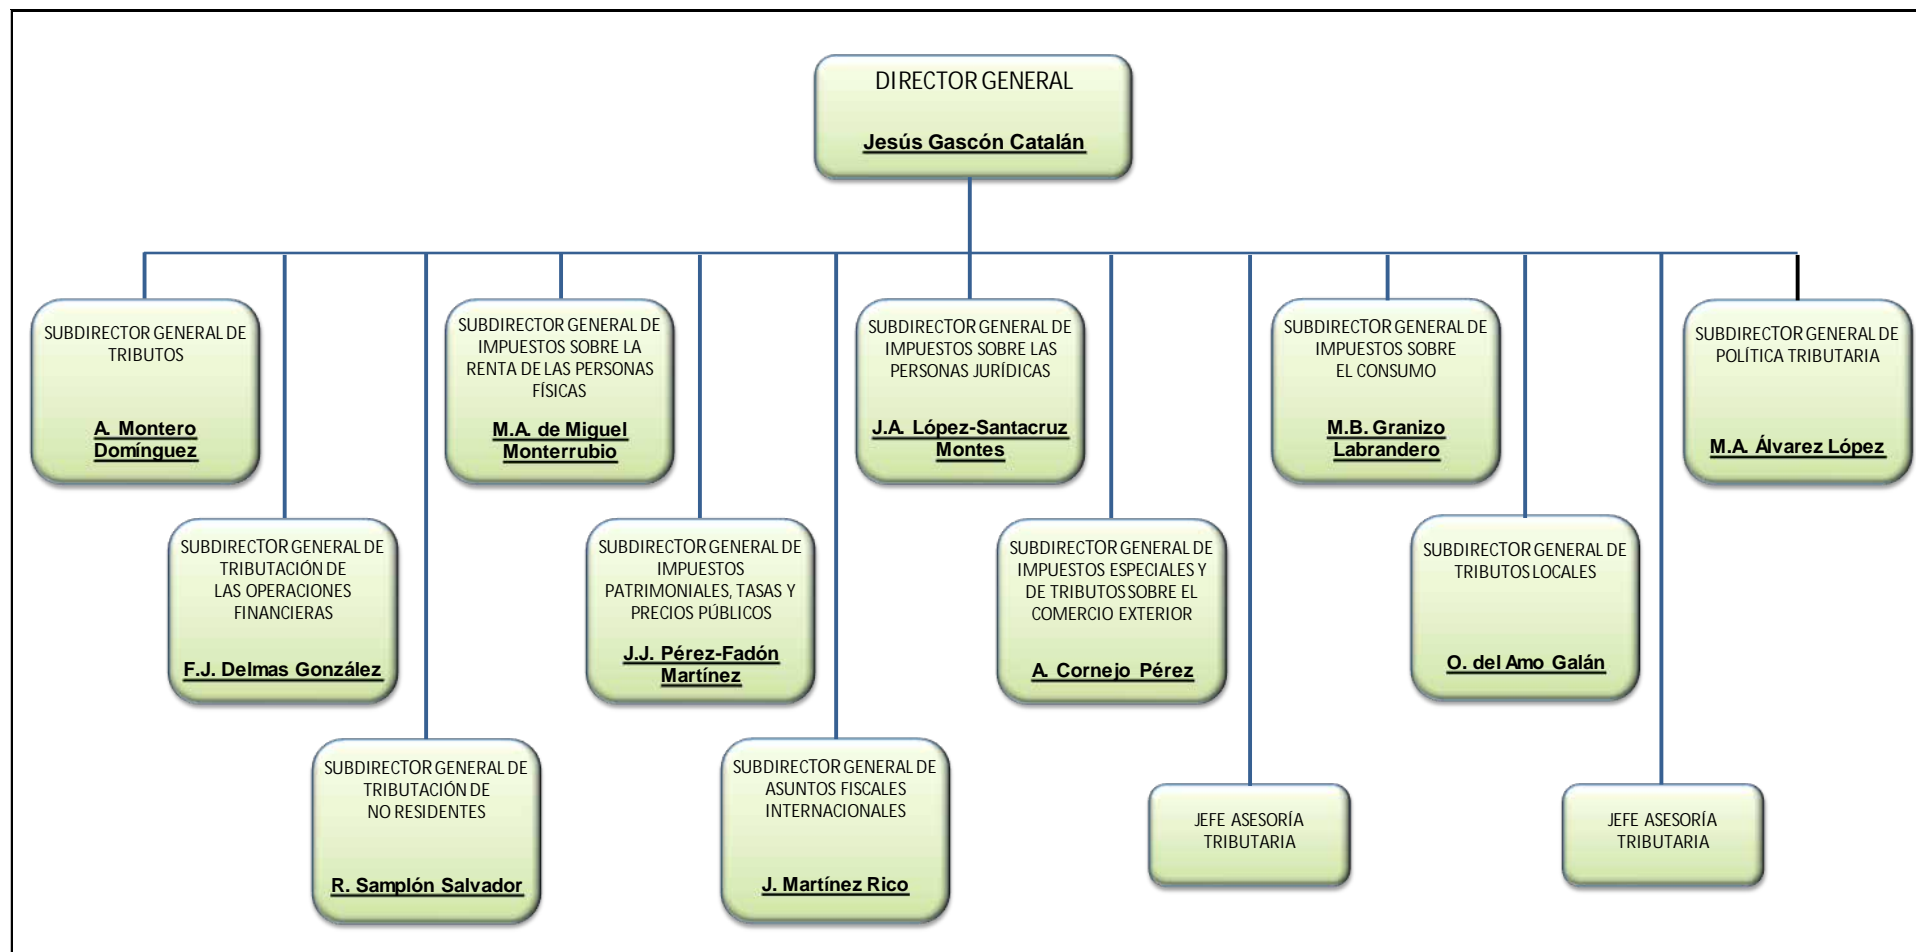 DIRECTOR GENERAL
Jesús Gascón Catalán
SUBDIRECTOR GENERAL DE
TRIBUTOS
A. Montero
Domínguez
SUBDIRECTOR GENERAL DE
IMPUESTOS SOBRE LA
RENTA DE LAS PERSONAS
FÍSICAS
M.A. de Miguel
Monterrubio
SUBDIRECTOR GENERAL DE
IMPUESTOS SOBRE LAS
PERSONAS JURÍDICAS
J.A. López-Santacruz
Montes
SUBDIRECTOR GENERAL DE
IMPUESTOS SOBRE
EL CONSUMO
M.B. Granizo
Labrandero
SUBDIRECTOR GENERAL DE
POLÍTICA TRIBUTARIA
M.A. Álvarez López
SUBDIRECTOR GENERAL DE
TRIBUTACIÓN DE
LAS OPERACIONES
FINANCIERAS
F.J. Delmas González
SUBDIRECTOR GENERAL DE
IMPUESTOS
PATRIMONIALES, TASAS Y
PRECIOS PÚBLICOS
J.J. Pérez-Fadón
Martínez
SUBDIRECTOR GENERAL DE
IMPUESTOS ESPECIALES Y
DE TRIBUTOS SOBRE EL
COMERCIO EXTERIOR
A. Cornejo Pérez
SUBDIRECTOR GENERAL DE
TRIBUTOS LOCALES
O. del Amo Galán
SUBDIRECTOR GENERAL DE
TRIBUTACIÓN DE
NO RESIDENTES
R. Samplón Salvador
SUBDIRECTOR GENERAL DE
ASUNTOS FISCALES
INTERNACIONALES
J. Martínez Rico
JEFE ASESORÍA
TRIBUTARIA
JEFE ASESORÍA
TRIBUTARIA